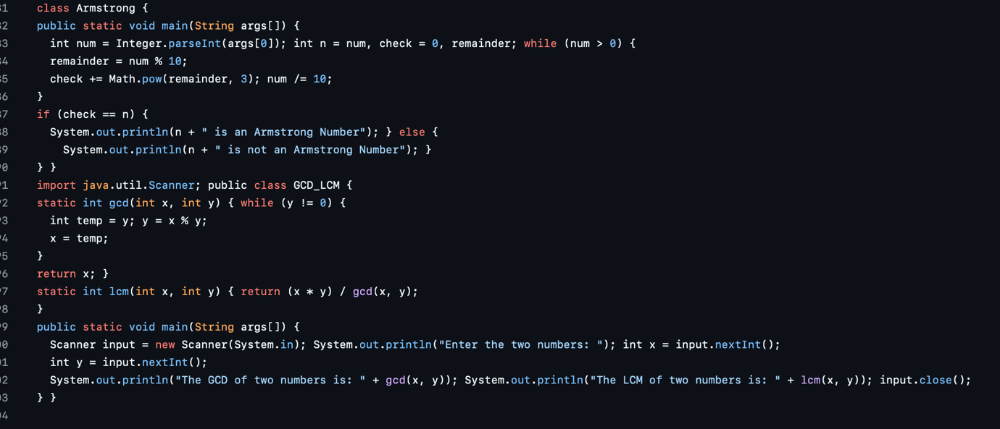 class Armstrong {
public static void main(String args[]) {
int num = Integer.parseInt(args[0]); int n = num, check = 0, remainder; while (num > 0) {
remainder = num % 10;
check += Math.pow(remainder, 3); num /= 10;
}
if (check == n) {
System.out.println(n + " is an Armstrong Number"); } else {
System.out.println(n + " is not an Armstrong Number"); }
} }
import java.util.Scanner; public class GCD_LCM {
static int gcd(int x, int y) { while (y != 0) {
int temp = y; y = x % y;
x = temp;
}
return x; }
static int lcm(int x, int y) { return (x * y) / gcd(x, y);
}
public static void main(String args[]) {
Scanner input = new Scanner(System.in); System.out.println("Enter the two numbers: "); int x = input.nextInt();
int y = input.nextInt();
System.out.println("The GCD of two numbers is: " + gcd(x, y)); System.out.println("The LCM of two numbers is: " + lcm(x, y)); input.close();
} }